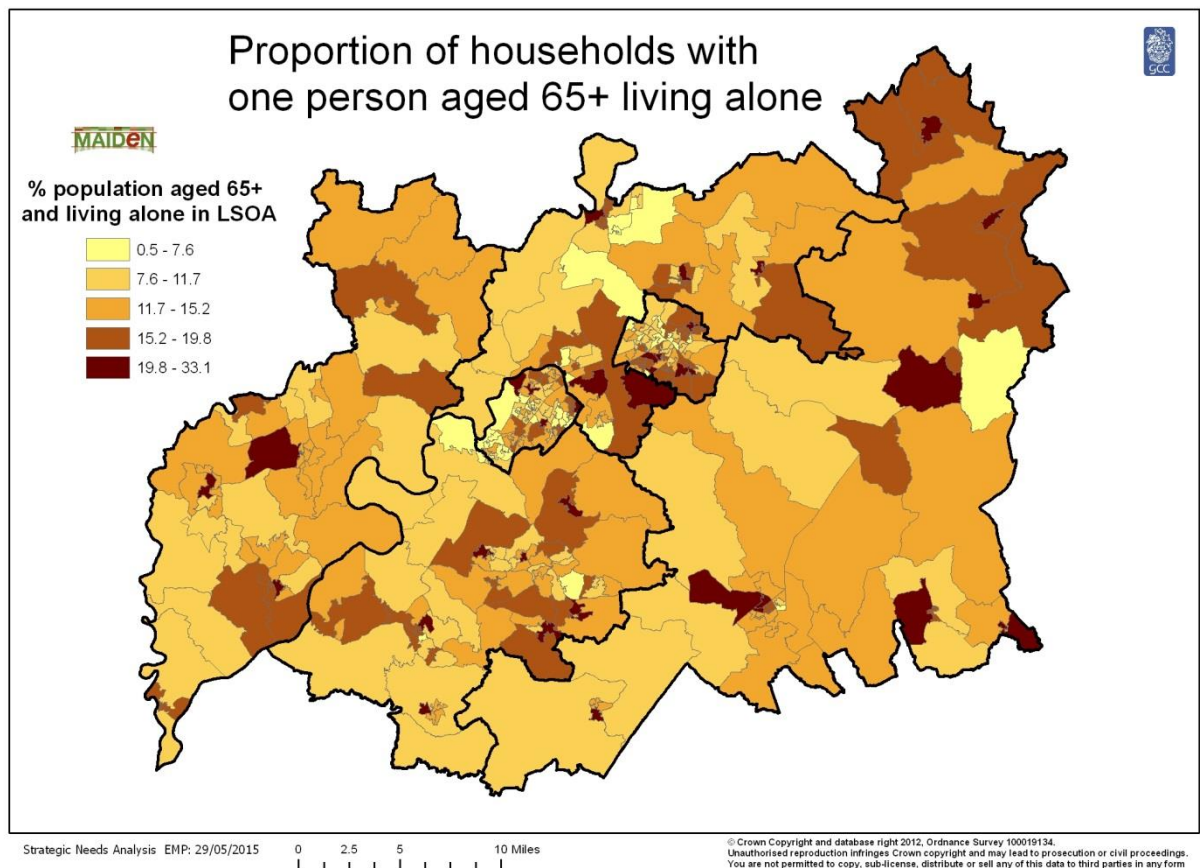 Proportion of households with
one person aged 65+ living alone
GCC
MAIDeN
% population aged 65+
and living alone in LSOA
0.5 - 7.6
7.6 - 11.7
11.7 - 15.2
15.2 - 19.8
19.8 - 33.1
Strategic Needs Analysis EMP: 29/05/2015
0 2.5 5 10 Miles
© Crown Copyright and database right 2012, Ordnance Survey 100019134.
Unauthorised reproduction infringes Crown copyright and may lead to prosecution or civil proceedings.
You are not permitted to copy, sub-license, distribute or sell any of this data to third parties in any form